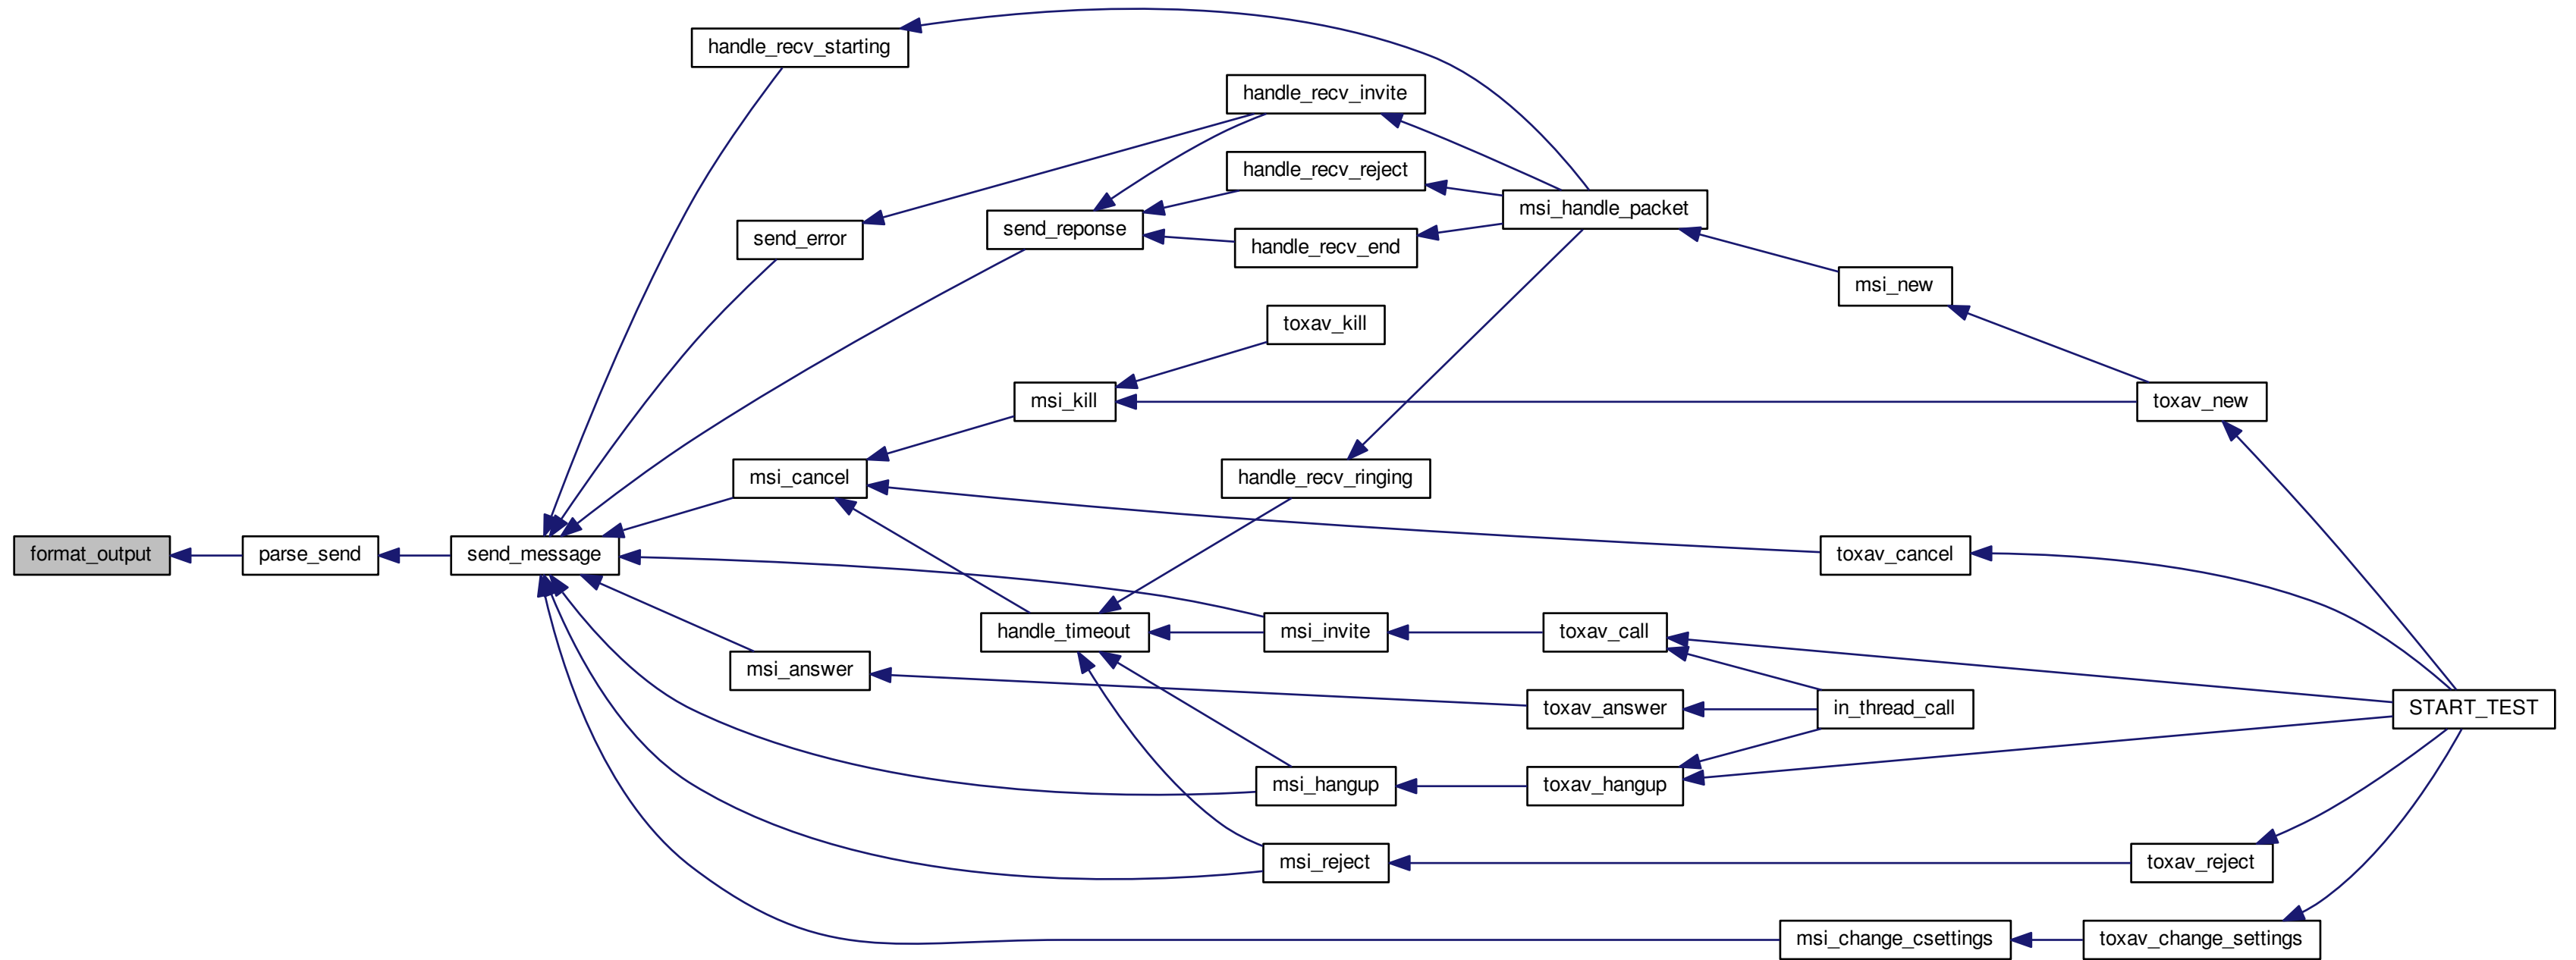 handle_recv_starting
handle_recv_invite
handle_recv_reject
msi_handle_packet
send_reponse
send_error
handle_recv_end
msi_new
toxav_kill
msi_kill
toxav_new
msi_cancel
handle_recv_ringing
format_output
parse_send
send_message
toxav_cancel
handle_timeout
msi_invite
toxav_call
msi_answer
toxav_answer
in_thread_call
START_TEST
msi_hangup
toxav_hangup
msi_reject
toxav_reject
msi_change_csettings
toxav_change_settings